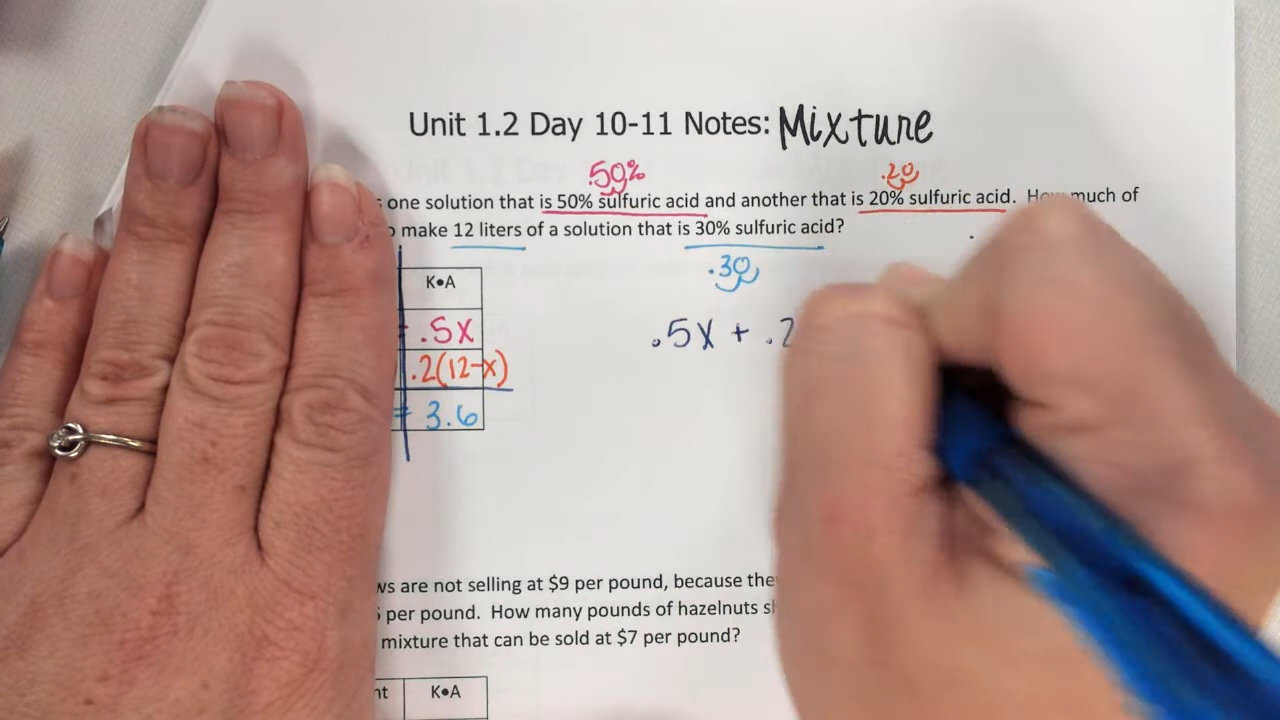 Unit 1.2 Day 10-11 Notes: Mixture
.50% .20
one solution that is 50% sulfuric acid and another that is 20% sulfuric acid. How much of
make 12 liters of a solution that is 30% sulfuric acid?
.30
K•A
= .5x
.5x + .2
.2(12-x)
= 3.6
are not selling at $9 per pound, because
per pound. How many pounds of hazelnuts
mixture that can be sold at $7 per pound?
K•A